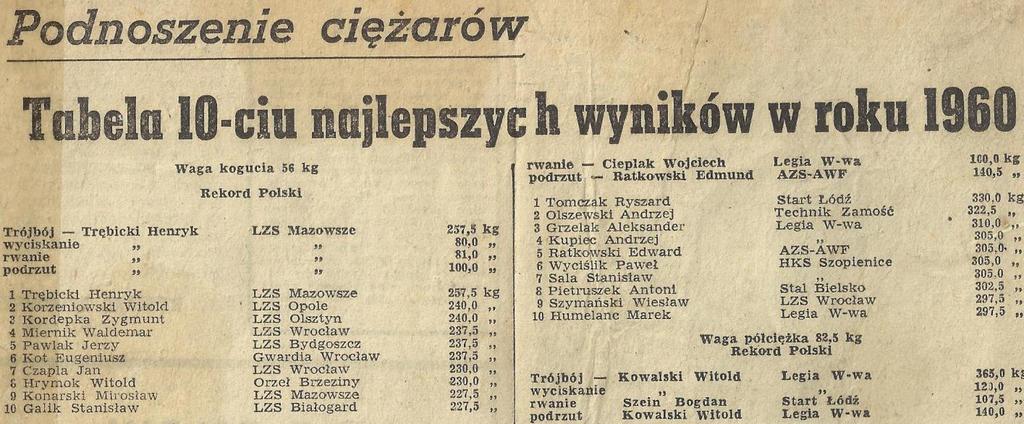 Podnoszenie ciężarów
Tabela 10-ciu najlepszych wyników w roku 1960
Waga kogucia 56 kg
Rekord Polski
Trójbój — Trębicki Henryk LZS Mazowsze 257,5 kg
wyciskanie „ „ 80,0 „
rwanie „ „ 81,0 „
podrzut „ „ 100,0 „
1 Trębicki Henryk LZS Mazowsze 257,5 kg
2 Korzeniowski Witold LZS Opole 240,0 „
3 Kordepka Zygmunt LZS Olsztyn 240,0 „
4 Miernik Waldemar LZS Wrocław 237,5 „
5 Pawlak Jerzy LZS Bydgoszcz 237,5 „
6 Kot Eugeniusz Gwardia Wrocław 237,5 „
7 Czapla Jan LZS Wrocław 230,0 „
8 Hrymok Witold Orzeł Brzeziny 230,0 „
9 Konarski Mirosław LZS Mazowsze 227,5 „
10 Galik Stanisław LZS Białogard 227,5 „
rwanie — Cieplak Wojciech Legia W-wa 100,0 kg
podrzut — Ratkowski Edmund AZS-AWF 140,5 „
1 Tomczak Ryszard Start Łódź 330,0 kg
2 Olszewski Andrzej Technik Zamość 322,5 „
3 Grzelak Aleksander Legia W-wa 310,0 „
4 Kupiec Andrzej „ 305,0 „
5 Ratkowski Edward AZS-AWF 305,0 „
6 Wyciślik Paweł HKS Szopienice 305,0 „
7 Sala Stanisław „ 305,0 „
8 Pietruszek Antoni Stal Bielsko 302,5 „
9 Szymański Wiesław LZS Wrocław 297,5 „
10 Humelanc Marek Legia W-wa 297,5 „
Waga półciężka 82,5 kg
Rekord Polski
Trójbój — Kowalski Witold Legia W-wa 365,0 kg
wyciskanie „ „ 120,0 „
rwanie Szein Bogdan Start Łódź 107,5 „
podrzut Kowalski Witold Legia W-wa 140,0 „